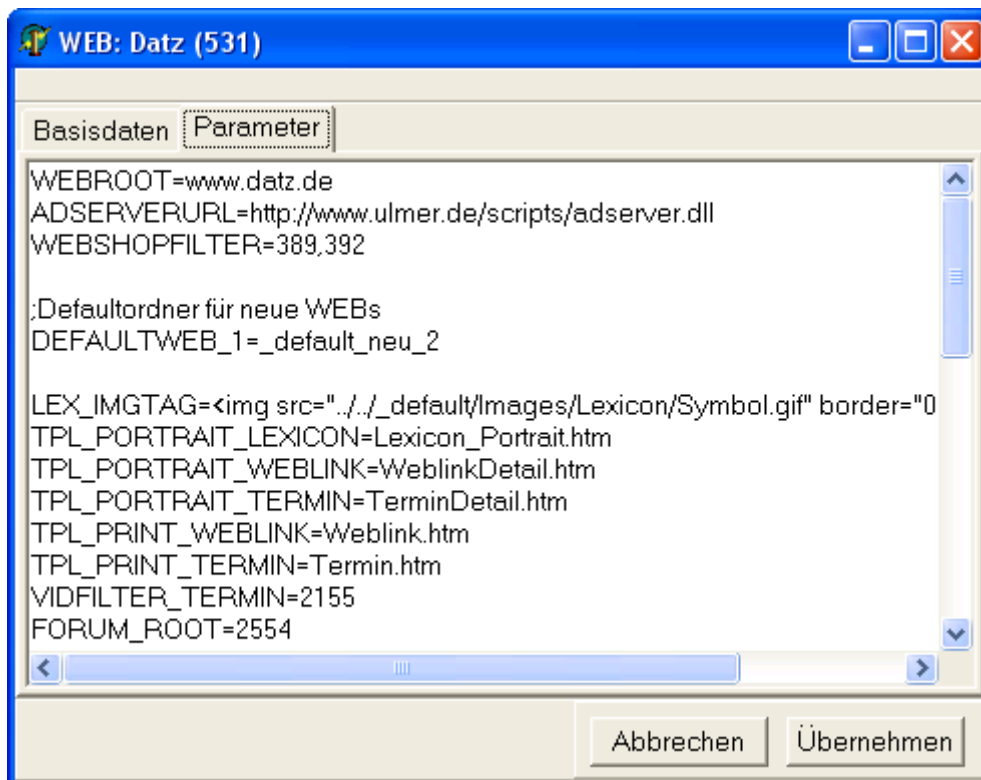 WEB: Datz (531)
Basisdaten Parameter
WEBROOT=www.datz.de
ADSERVERURL=http://www.ulmer.de/scripts/adserver.dll
WEBSHOPFILTER=389,392
;Defaultordner für neue WEBs
DEFAULTWEB_1=_default_neu_2
LEX_IMGTAG=<img src="../../_default/Images/Lexicon/Symbol.gif" border="0
TPL_PORTRAIT_LEXICON=Lexicon_Portrait.htm
TPL_PORTRAIT_WEBLINK=WeblinkDetail.htm
TPL_PORTRAIT_TERMIN=TerminDetail.htm
TPL_PRINT_WEBLINK=Weblink.htm
TPL_PRINT_TERMIN=Termin.htm
VIDFILTER_TERMIN=2155
FORUM_ROOT=2554
Abbrechen Übernehmen